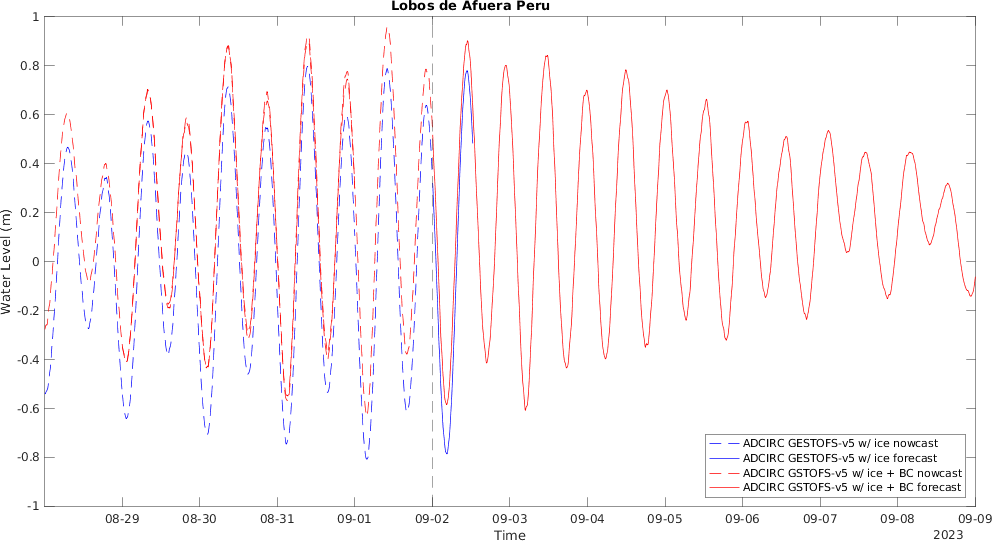 Lobos de Afuera Peru
Water Level (m)
1
0.8
0.6
0.4
0.2
0
-0.2
-0.4
-0.6
-0.8
-1
08-29 08-30 08-31 09-01 09-02 09-03 09-04 09-05 09-06 09-07 09-08 09-09
Time
2023
ADCIRC GESTOFS-v5 w/ ice nowcast
ADCIRC GESTOFS-v5 w/ ice forecast
ADCIRC GSTOFS-v5 w/ ice + BC nowcast
ADCIRC GSTOFS-v5 w/ ice + BC forecast